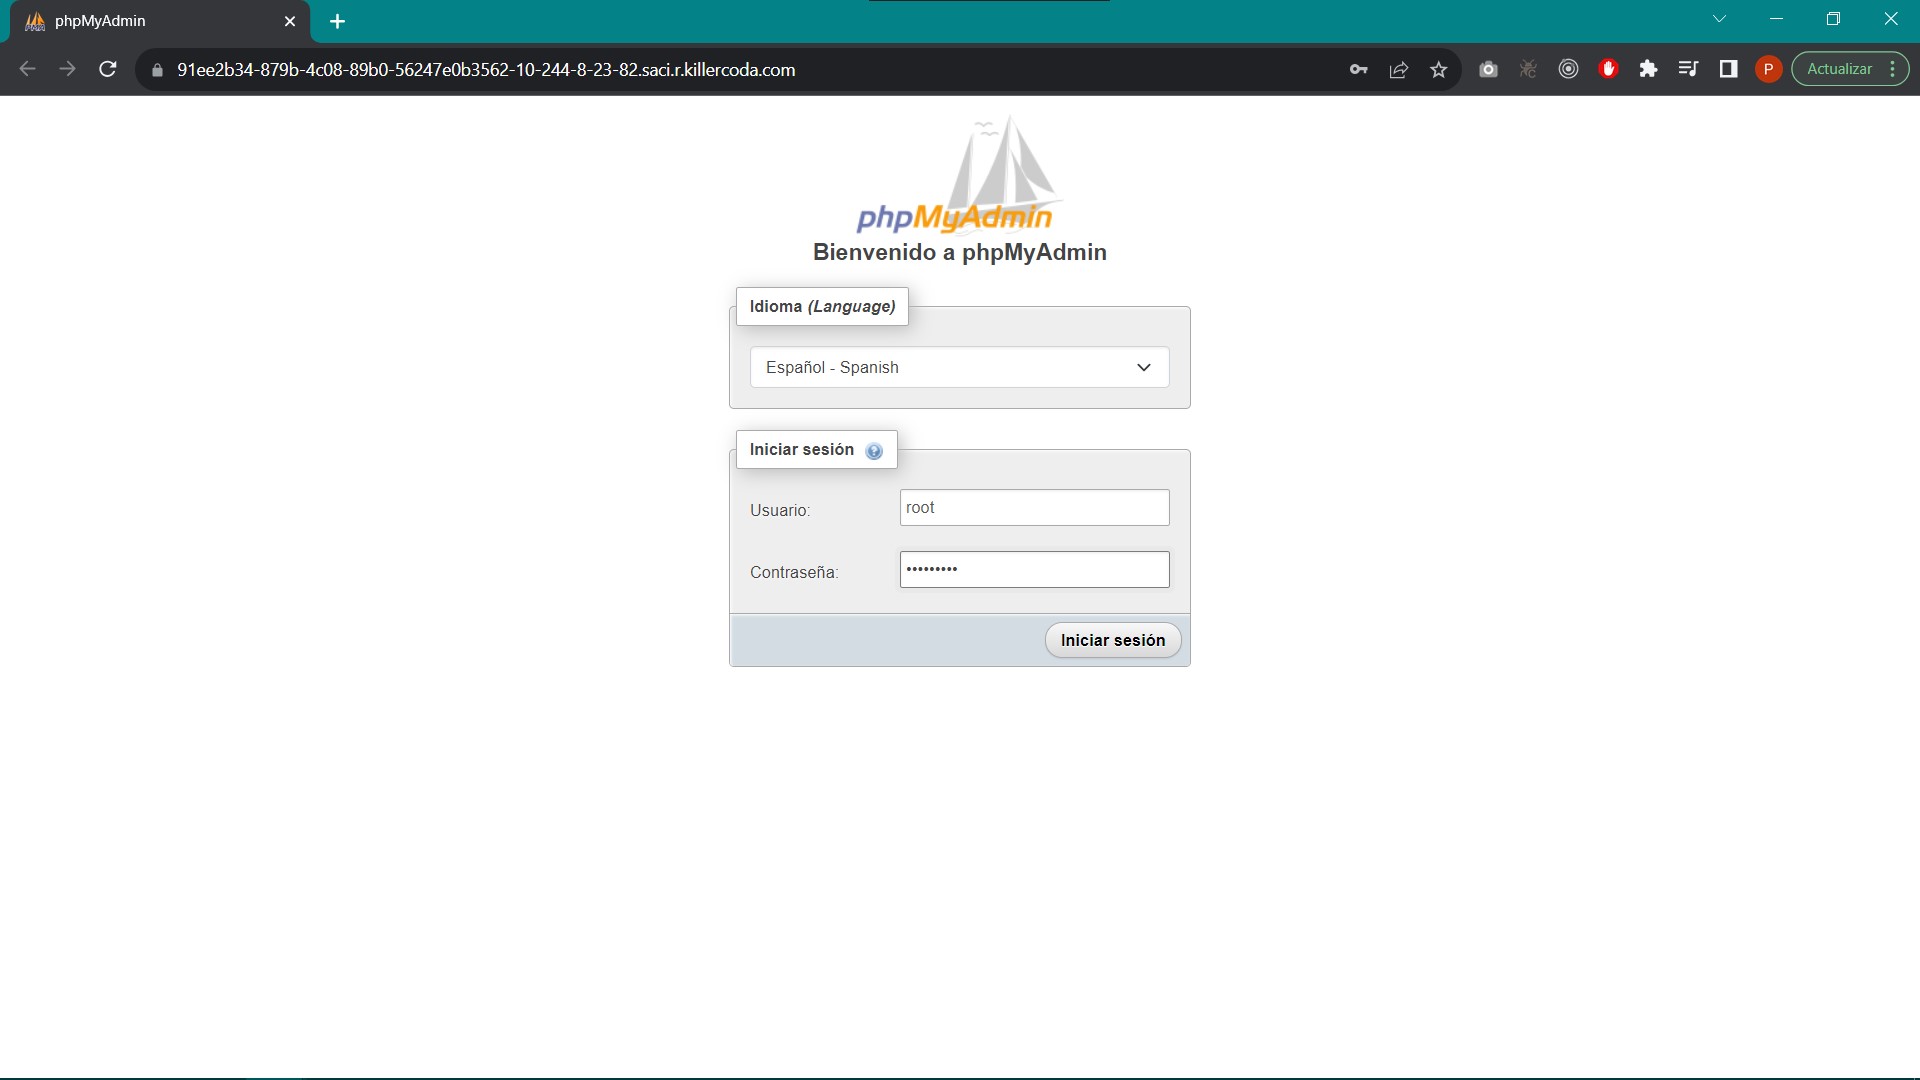 phpMyAdmin
91ee2b34-879b-4c08-89b0-56247e0b3562-10-244-8-23-82.saci.r.killercoda.com
P
Actualizar
phpMyAdmin
Bienvenido a phpMyAdmin
Idioma (Language)
Español - Spanish
Iniciar sesión
Usuario:
root
Contraseña:
•••••••••
Iniciar sesión